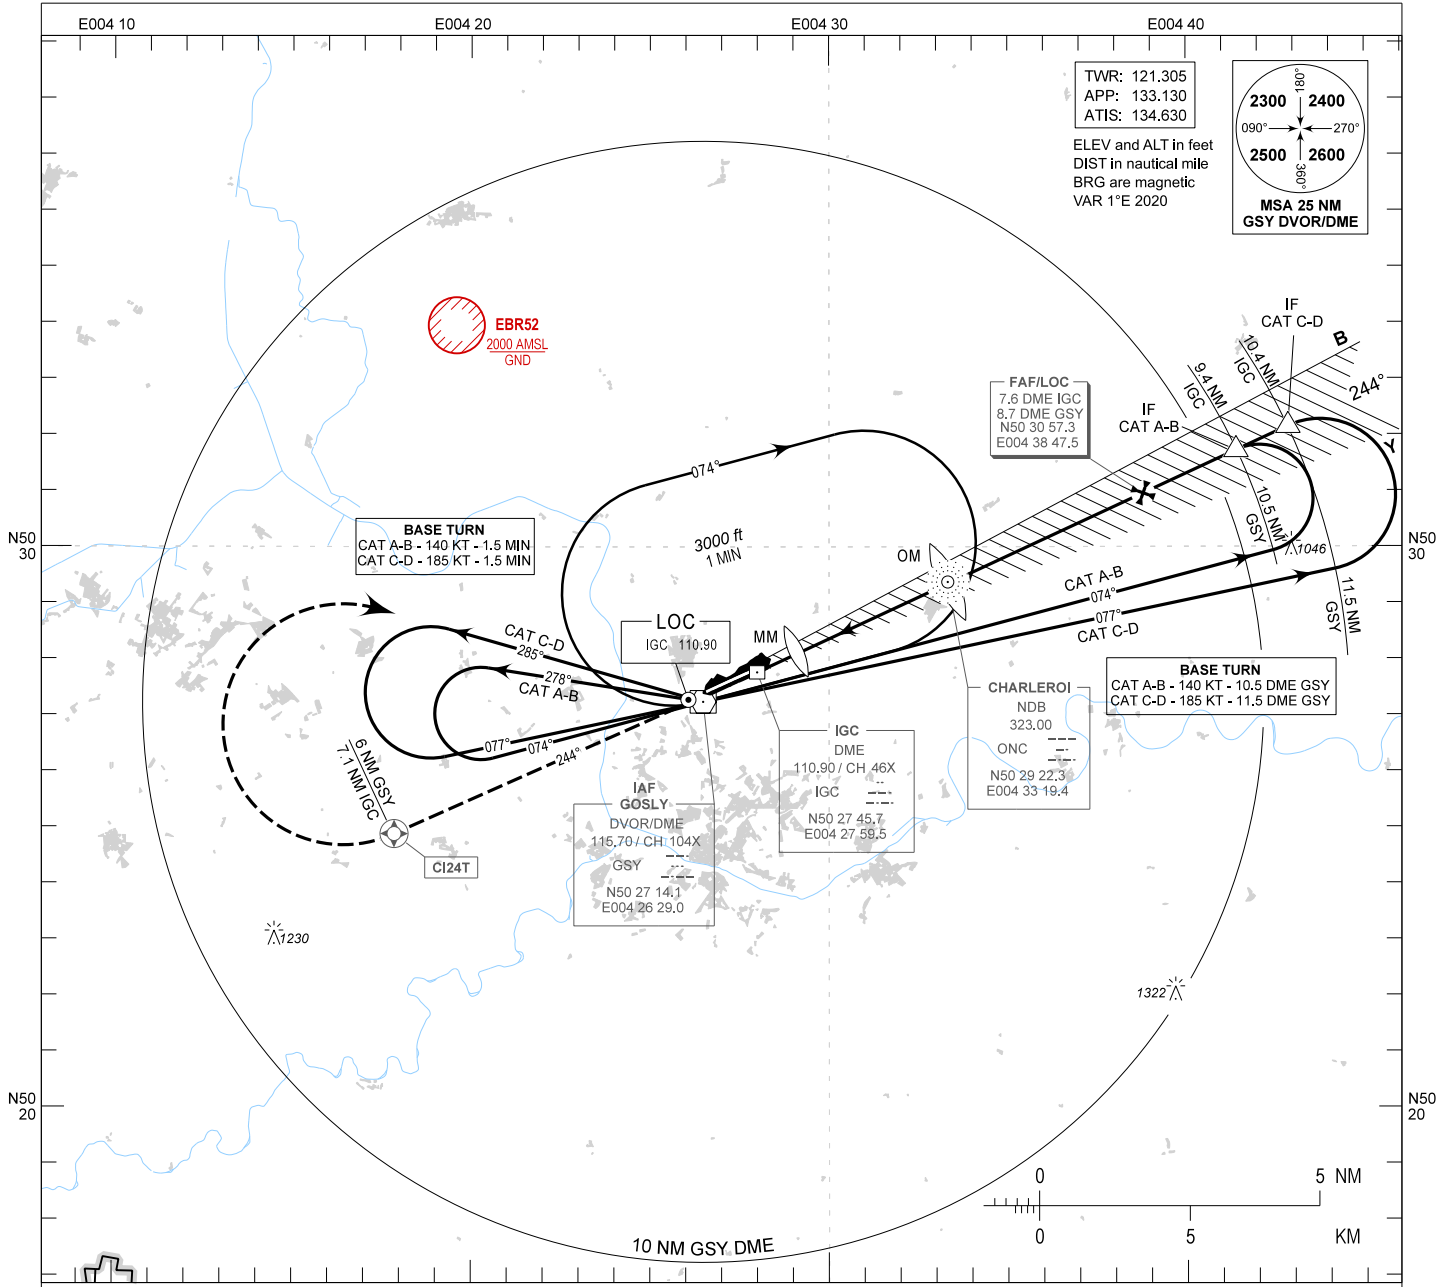 E004 10
E004 20
E004 30
E004 40
TWR: 121.305
APP: 133.130
ATIS: 134.630
ELEV and ALT in feet
DIST in nautical mile
BRG are magnetic
VAR 1°E 2020
180°
2300
2400
090°
270°
2500
2600
360°
MSA 25 NM
GSY DVOR/DME
EBR52
2000 AMSL
GND
IF
CAT C-D
B
10.4 NM
IGC
9.4 NM
IGC
244°
Y
FAF/LOC
7.6 DME IGC
8.7 DME GSY
N50 30 57.3
E004 38 47.5
IF
CAT A-B
074°
10.5 NM
GSY
1046
N50
30
N50
30
BASE TURN
CAT A-B - 140 KT - 1.5 MIN
CAT C-D - 185 KT - 1.5 MIN
3000 ft
1 MIN
OM
CAT A-B
074°
077°
CAT C-D
11.5 NM
GSY
LOC
IGC 110.90
MM
CAT C-D
285°
278°
CAT A-B
BASE TURN
CAT A-B - 140 KT - 10.5 DME GSY
CAT C-D - 185 KT - 11.5 DME GSY
CHARLEROI
NDB
323.00
ONC
N50 29 22.3
E004 33 19.4
077°
074°
244°
6 NM GSY
7.1 NM IGC
IGC
DME
110.90 / CH 46X
IGC
N50 27 45.7
E004 27 59.5
IAF
GOSLY
DVOR/DME
115.70 / CH 104X
GSY
N50 27 14.1
E004 26 29.0
CI24T
1230
1322
N50
20
N50
20
0
5 NM
0
5
KM
10 NM GSY DME